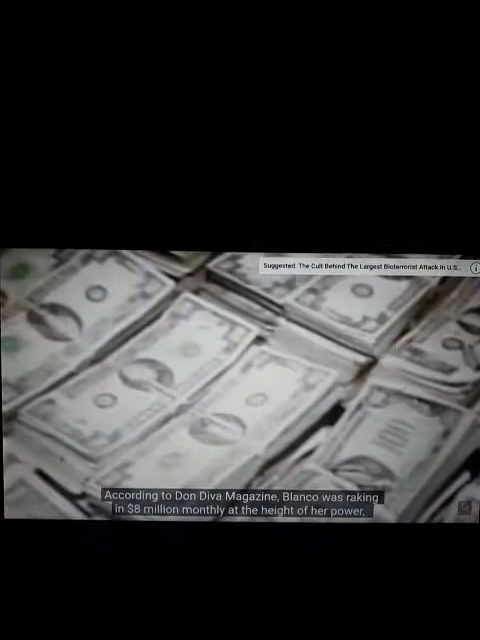 Suggested: The Cult Behind The Largest Bioterrorist Attack In U.S...
According to Don Diva Magazine, Blanco was raking
in $8 million monthly at the height of her power,